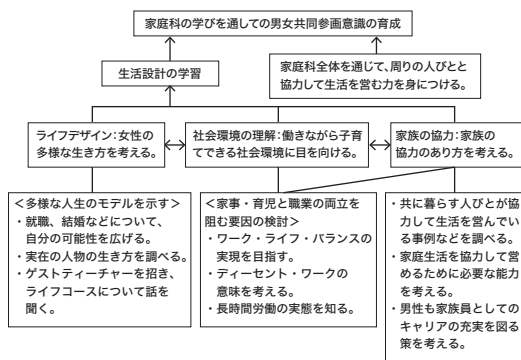 家庭科の学びを通しての男女共同参画意識の育成
生活設計の学習
家庭科全体を通じて、周りの人びとと
協力して生活を営む力を身につける。
ライフデザイン：女性の
多様な生き方を考える。
社会環境の理解：働きながら子育
てできる社会環境に目を向ける。
家族の協力：家族の
協力のあり方を考える。
＜多様な人生のモデルを示す＞
・就職、結婚などについて、
自分の可能性を広げる。
・実在の人物の生き方を調べる。
・ゲストティーチャーを招き、
ライフコースについて話を
聞く。
＜家事・育児と職業の両立を
阻む要因の検討＞
・ワーク・ライフ・バランスの
実現を目指す。
・ディーセント・ワークの
意味を考える。
・長時間労働の実態を知る。
・共に暮らす人びとが協
力して生活を営んでい
る事例などを調べる。
・家庭生活を協力して営
めるために必要な能力
を考える。
・男性も家族員としての
キャリアの充実を図る
策を考える。